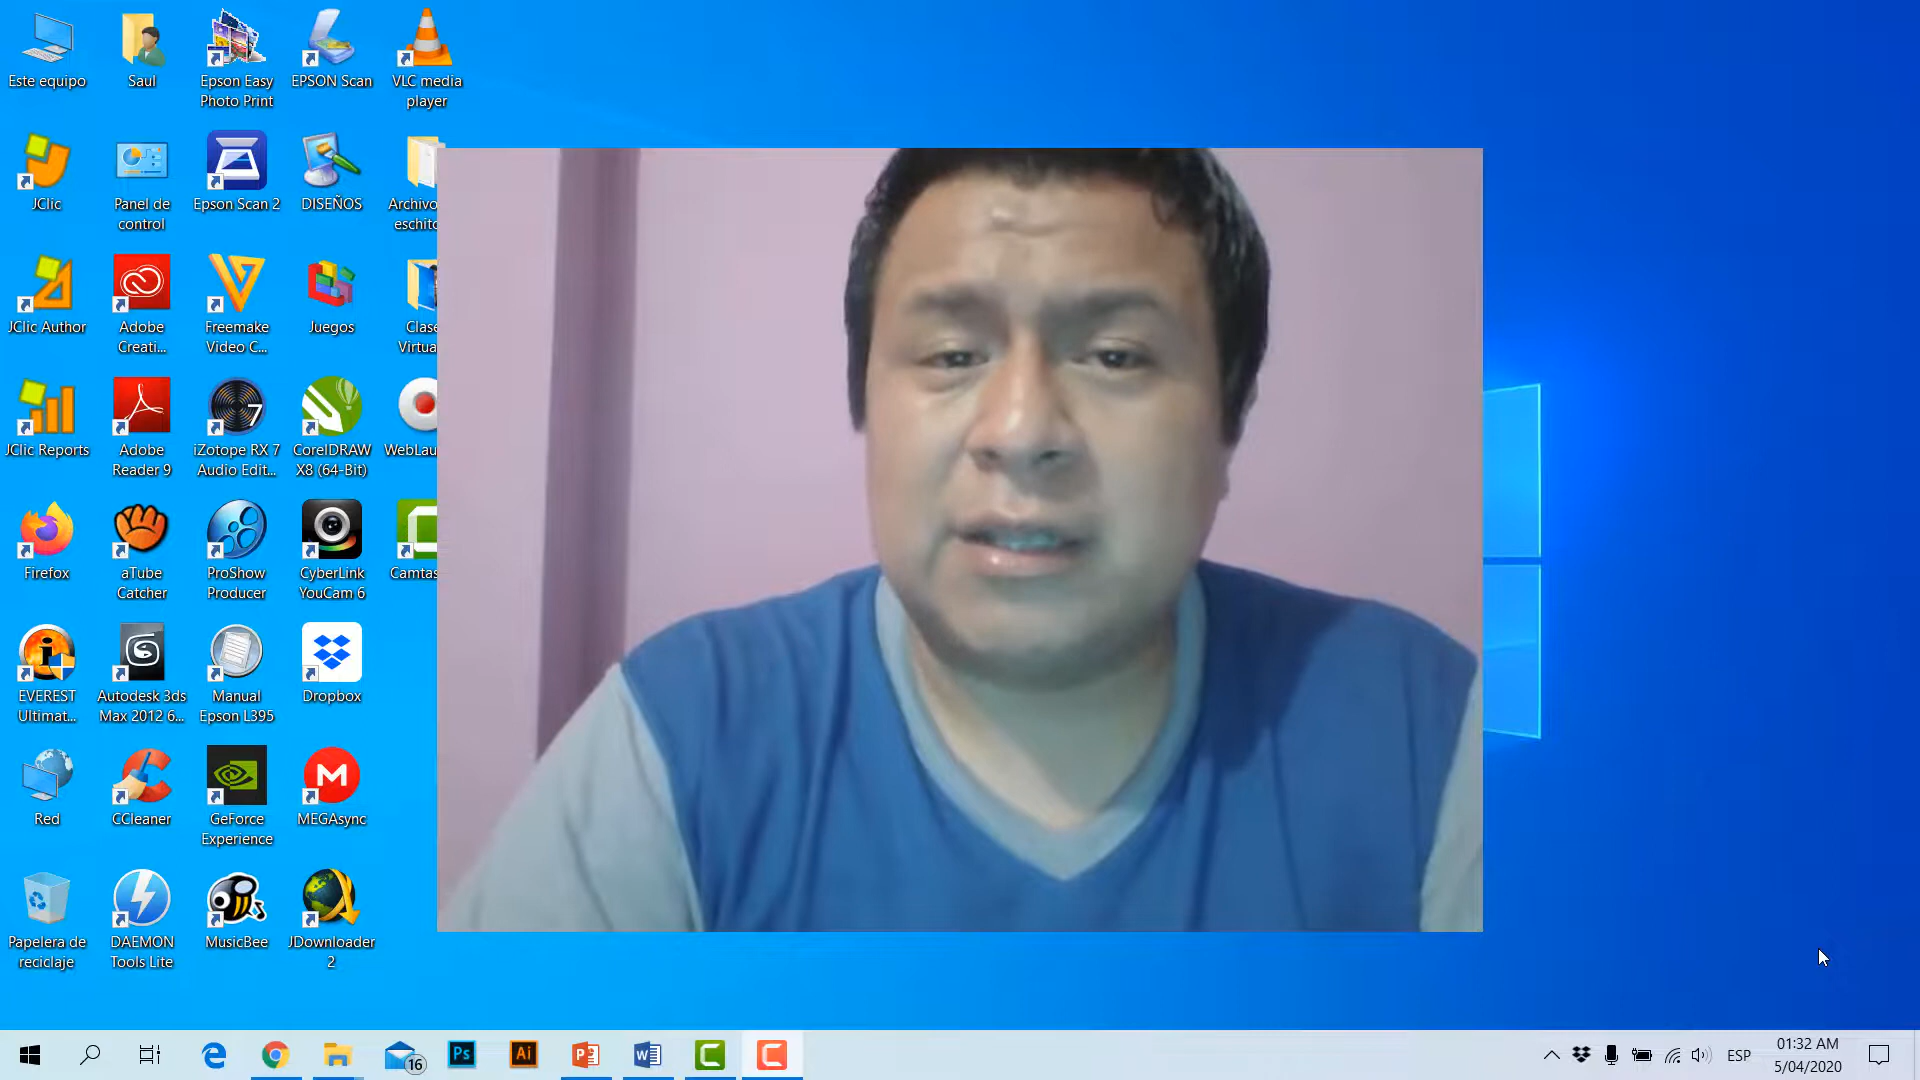 Este equipo
Saul
Epson Easy
Photo Print
EPSON Scan
VLC media
player
JClic
Panel de
control
Epson Scan 2
DISEÑOS
Archivo
eschito
JClic Author
Adobe
Creati...
Freemake
Video C...
Juegos
Clase
Virtua
JClic Reports
Adobe
Reader 9
7
iZotope RX 7
Audio Edit...
CorelDRAW
X8 (64-Bit)
WebLau
Firefox
aTube
Catcher
ProShow
Producer
CyberLink
YouCam 6
Camtas
EVEREST
Ultimat...
Autodesk 3ds
Max 2012 6...
Manual
Epson L395
Dropbox
Red
CCleaner
GeForce
Experience
M
MEGAsync
Papelera de
reciclaje
DAEMON
Tools Lite
MusicBee
JDownloader
2
16
Ps
Ai
ESP
01:32 AM
5/04/2020